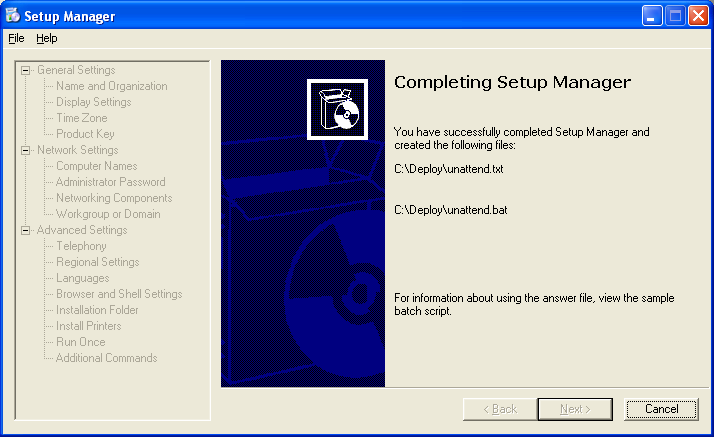 Setup Manager
File Help
General Settings
Name and Organization
Display Settings
Time Zone
Product Key
Network Settings
Computer Names
Administrator Password
Networking Components
Workgroup or Domain
Advanced Settings
Telephony
Regional Settings
Languages
Browser and Shell Settings
Installation Folder
Install Printers
Run Once
Additional Commands
Completing Setup Manager
You have successfully completed Setup Manager and
created the following files:
C:\Deploy\unattend.txt
C:\Deploy\unattend.bat
For information about using the answer file, view the sample
batch script.
< Back Next > Cancel